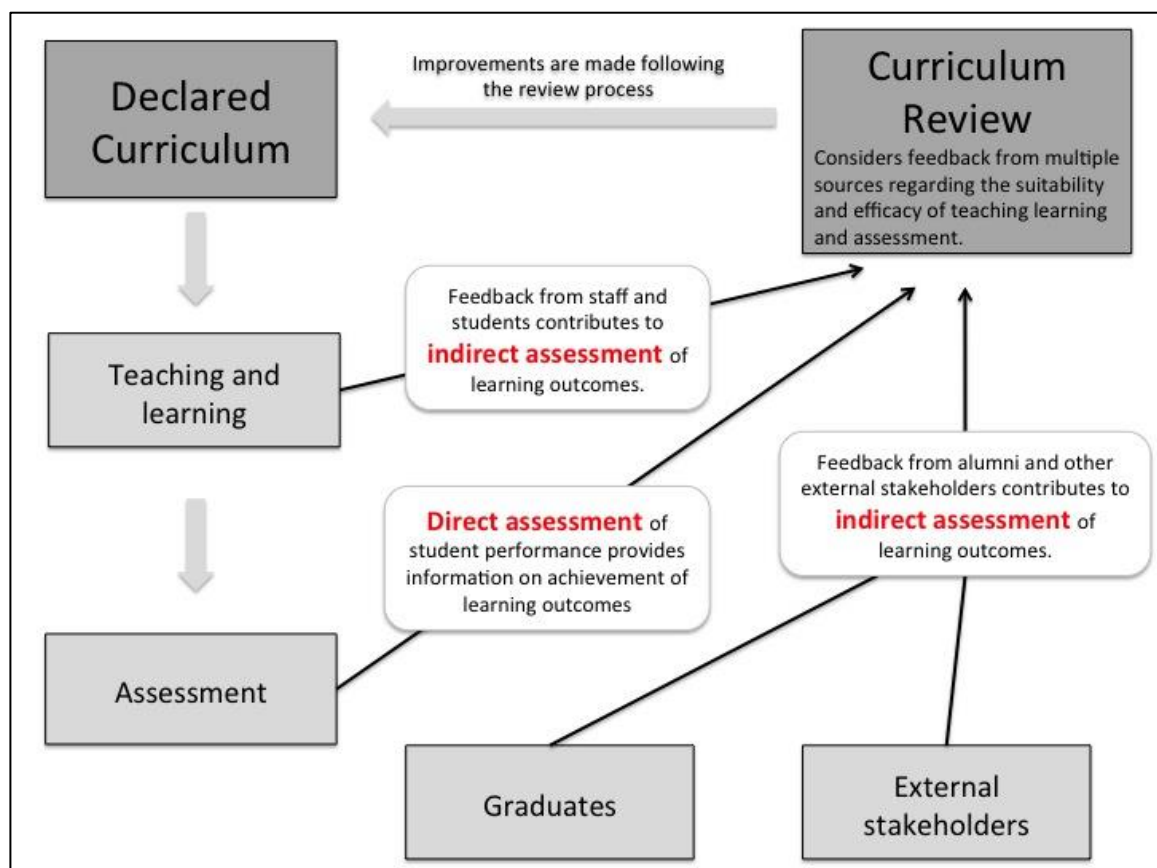 Declared
Curriculum
Improvements are made following
the review process
Curriculum
Review
Considers feedback from multiple
sources regarding the suitability
and efficacy of teaching learning
and assessment.
Feedback from staff and
students contributes to
indirect assessment of
learning outcomes.
Teaching and
learning
Feedback from alumni and other
external stakeholders contributes to
indirect assessment of
learning outcomes.
Direct assessment of
student performance provides
information on achievement of
learning outcomes
Assessment
Graduates
External
stakeholders